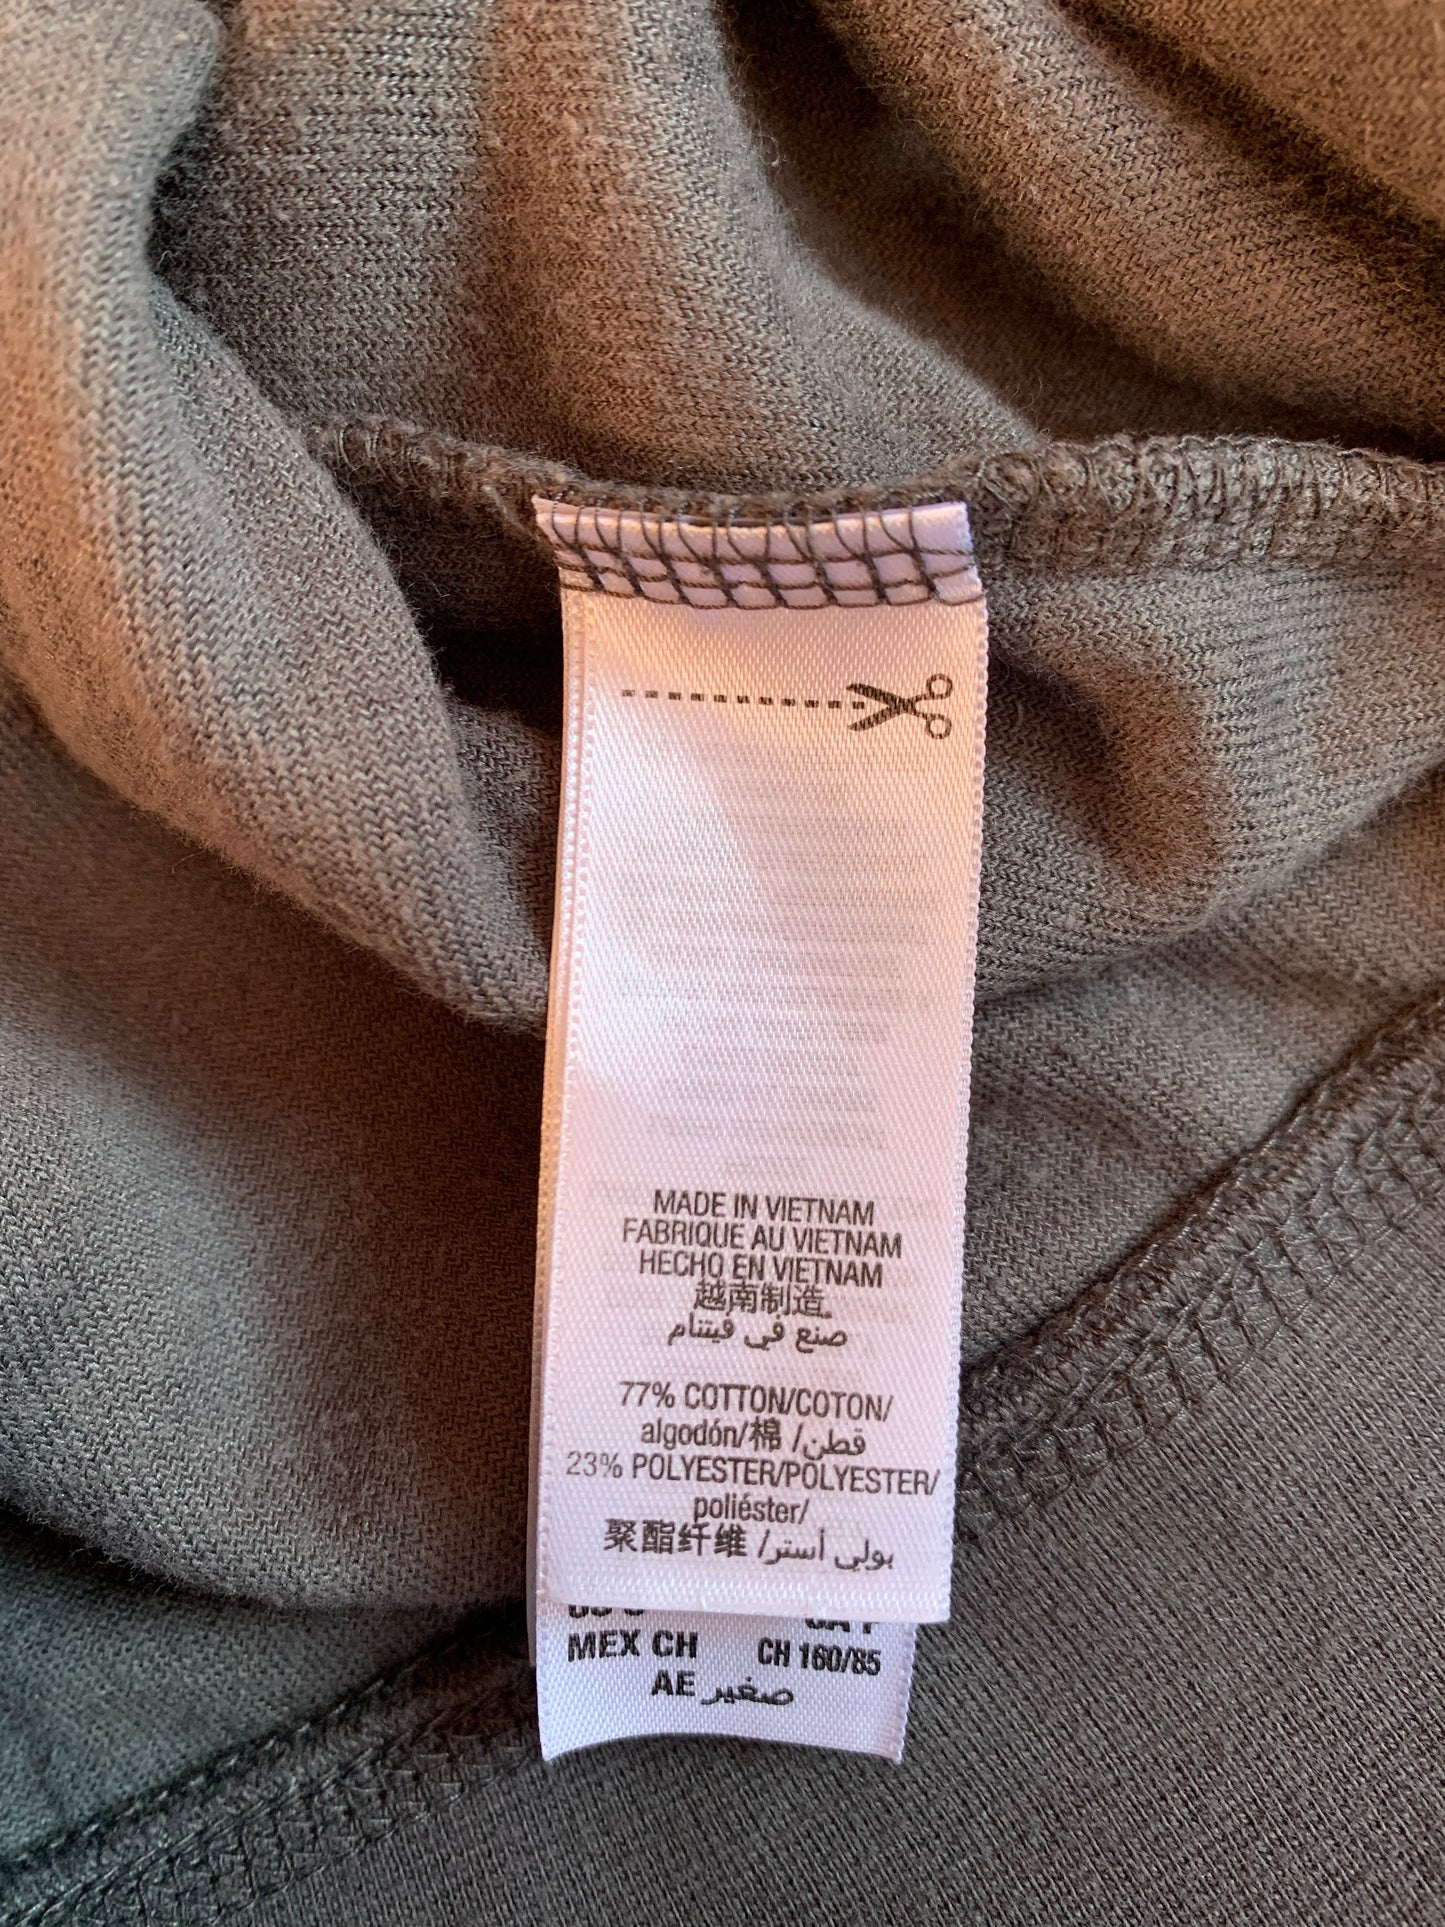 MADE IN VIETNAM
FABRIQUE AU VIETNAM
HECHO EN VIETNAM
越南制造
صنع في فيتنام
77% COTTON/COTON/
algodón/棉 /قطن
23% POLYESTER/POLYESTER/
poliéster/
聚酯纤维 /بولي أستر
MEX CH CH 160/85
AE صغير